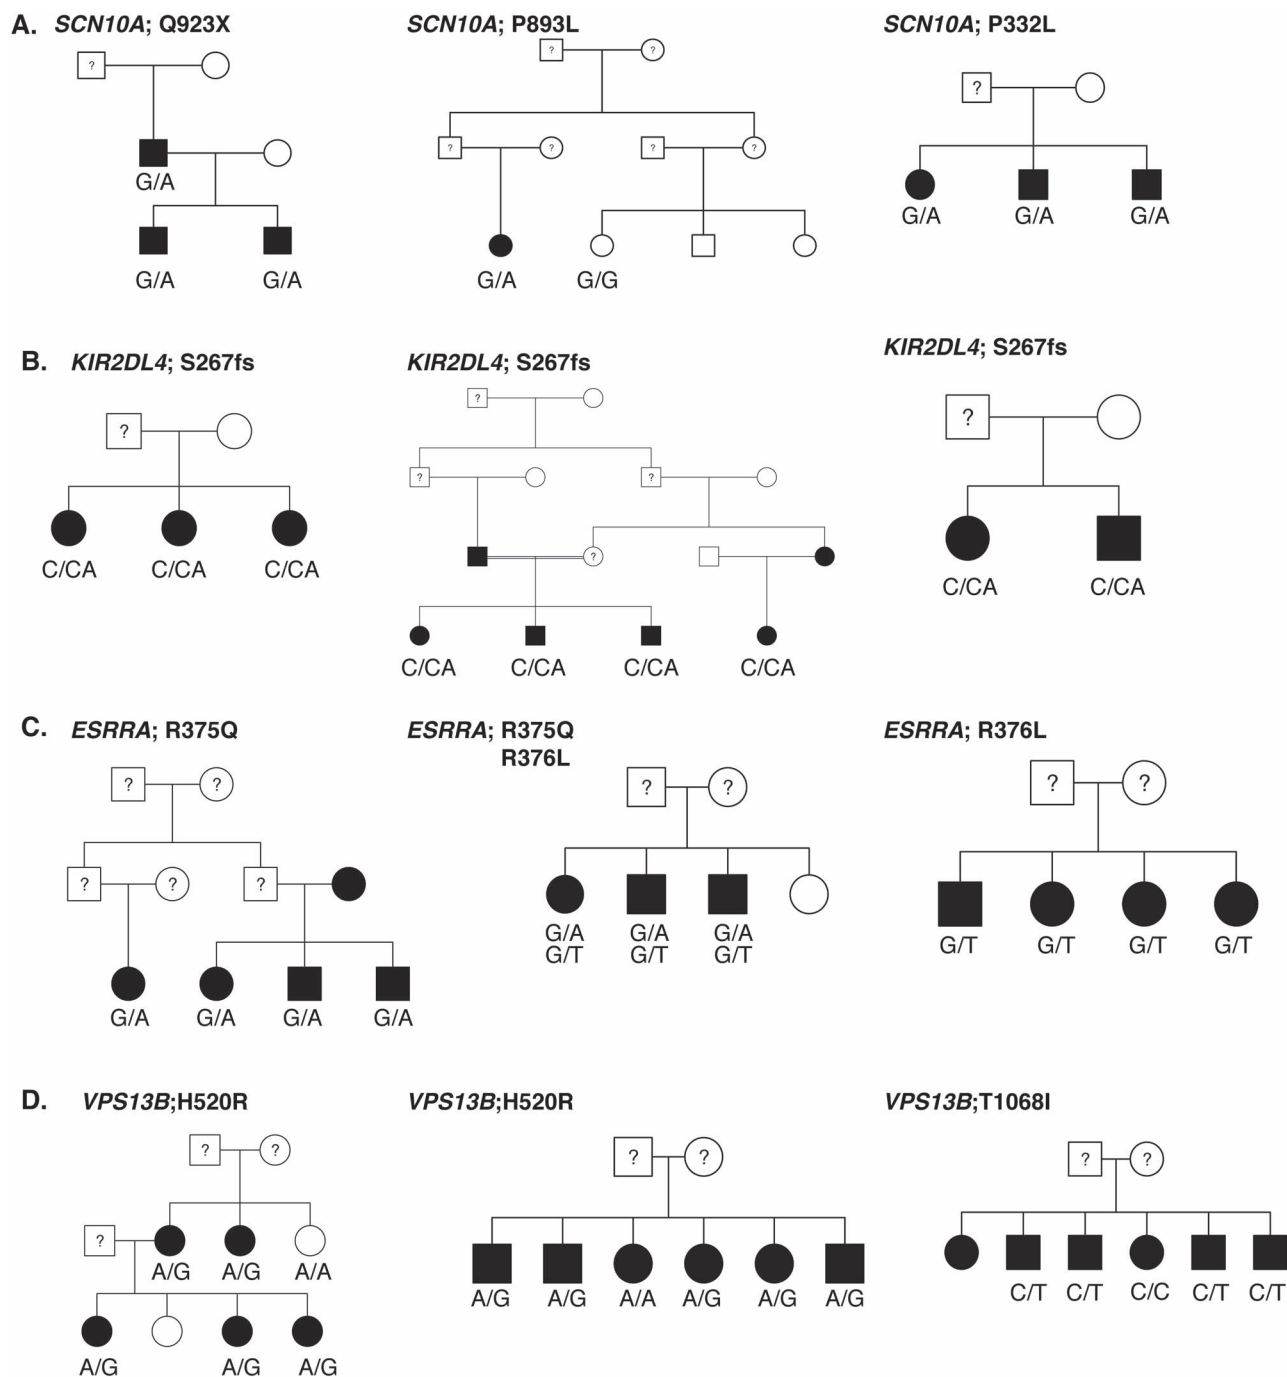 A. SCN10A; Q923X
SCN10A; P893L
SCN10A; P332L
?
? ?
?
? ? ? ?
G/A
G/A G/A
G/A G/G
G/A G/A G/A
B. KIR2DL4; S267fs
KIR2DL4; S267fs
KIR2DL4; S267fs
?
?
?
? ?
?
C/CA C/CA C/CA
C/CA C/CA C/CA C/CA
C/CA C/CA
C. ESRRA; R375Q
ESRRA; R375Q
R376L
ESRRA; R376L
? ?
? ?
? ?
? ? ?
G/A G/A G/A G/A
G/A G/A G/A
G/T G/T G/T
G/T G/T G/T G/T
D. VPS13B;H520R
VPS13B;H520R
VPS13B;T1068I
? ?
? ?
? ?
?
A/G A/G A/A
A/G A/G A/G
A/G A/G A/A A/G A/G A/G
C/T C/T C/C C/T C/T